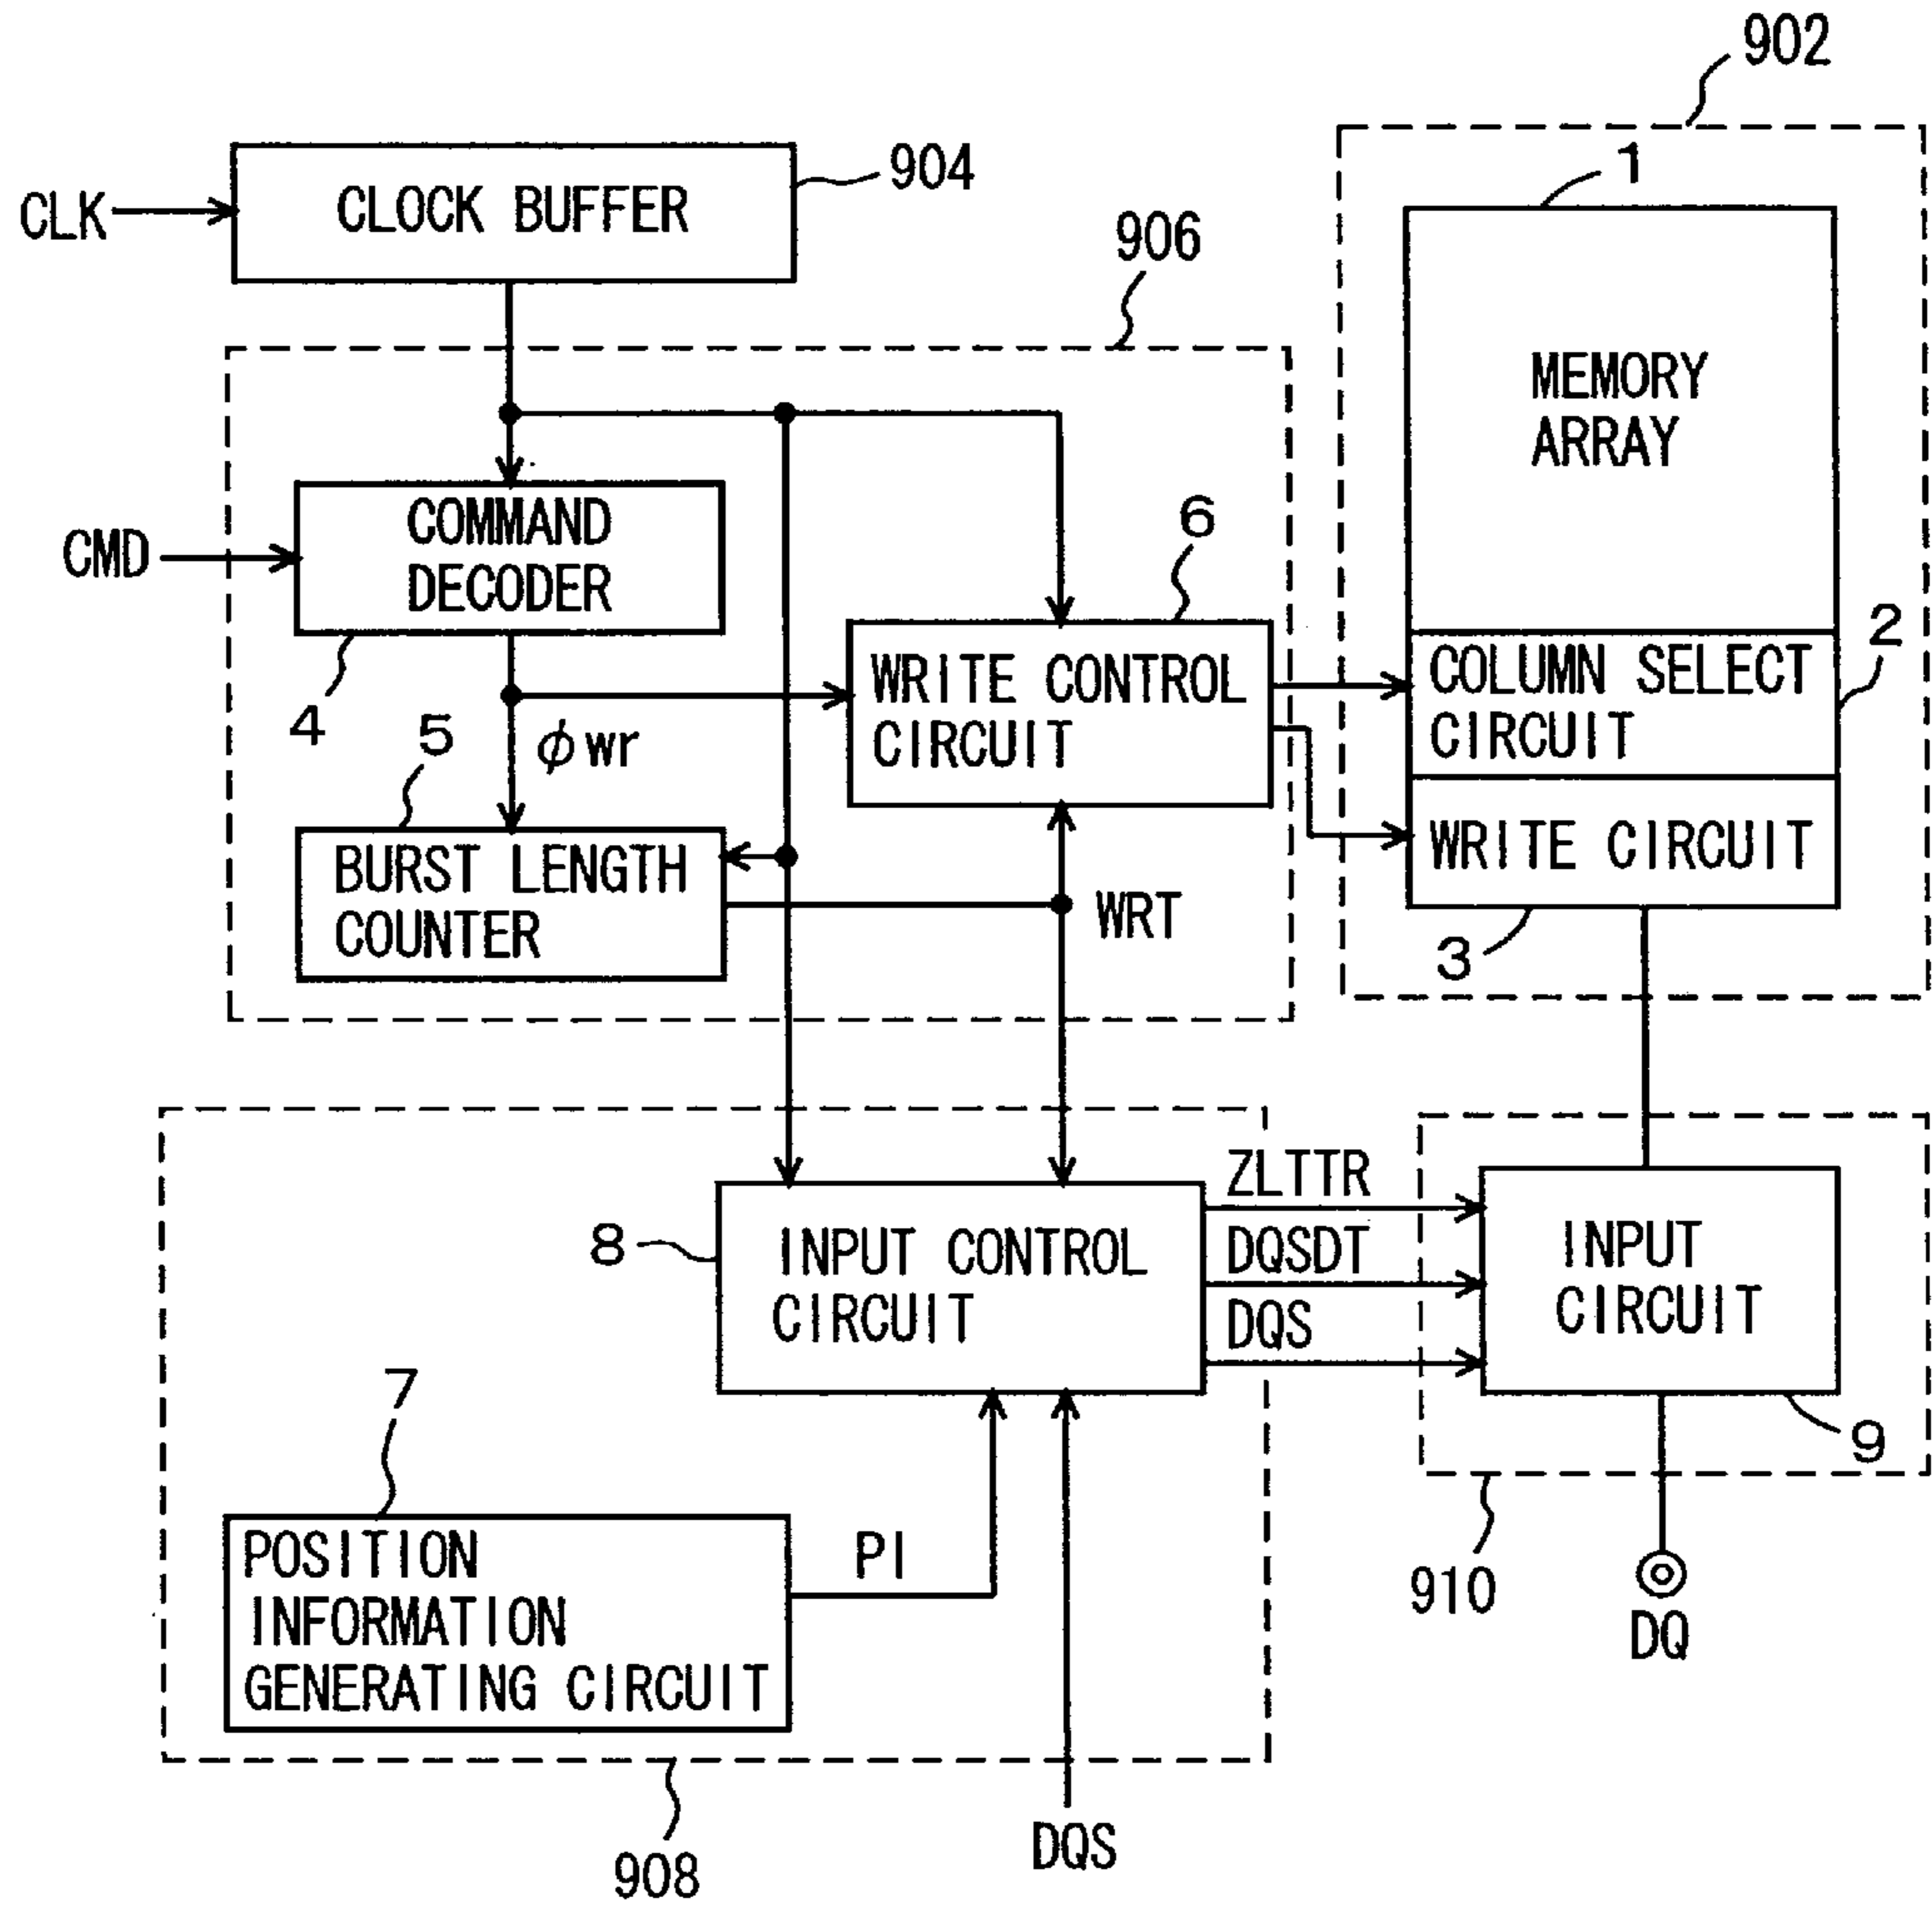 902
904
1
CLK
CLOCK BUFFER
906
MEMORY
ARRAY
6
CMD
COMMAND
DECODER
2
4
5
φwr
WRITE CONTROL
CIRCUIT
COLUMN SELECT
CIRCUIT
BURST LENGTH
COUNTER
WRT
WRITE CIRCUIT
3
ZLTTR
8
INPUT CONTROL
CIRCUIT
DQSDT
DQS
INPUT
CIRCUIT
7
9
POSITION
INFORMATION
GENERATING CIRCUIT
PI
910
DQ
DQS
908